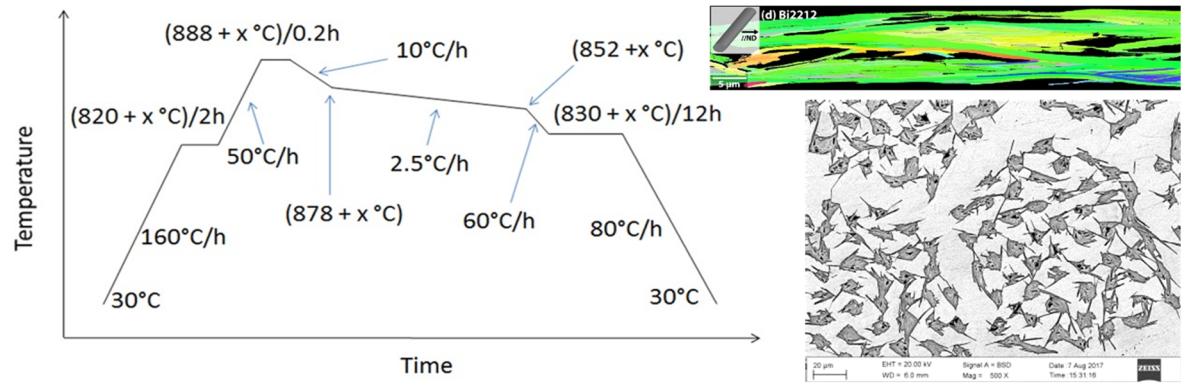 (888 + x °C)/0.2h
10°C/h
(852 +x °C)
(820 + x °C)/2h
(830 + x °C)/12h
50°C/h
2.5°C/h
(878 + x °C)
60°C/h
160°C/h
80°C/h
30°C
30°C
Temperature
Time
(d) Bi2212
//ND
5 µm
20 µm
EHT = 20.00 kV
Signal A = BSD
Date: 7 Aug 2017
WD = 6.0 mm
Mag = 500 X
Time: 15:31:16
ZEISS